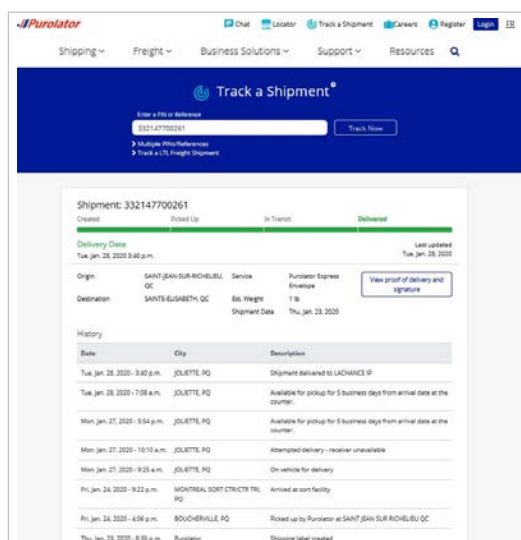 Purolator
Chat Locator Track a Shipment Careers Register Login FR
Shipping Freight Business Solutions Support Resources
Track a Shipment
Enter a PIN or Reference
332147700261 Track Now
Multiple PINs/References
Track a LTL Freight Shipment
Shipment: 332147700261
Created Picked Up In Transit Delivered
Delivery Date Last updated
Tue. Jan. 28, 2020 3:40 p.m. Tue. Jan. 28, 2020
Origin SAINT-JEAN-SUR-RICHELIEU, QC Service Purolator Express Envelope View proof of delivery and signature
Destination SAINTE-ELISABETH, QC Est. Weight 1 lb
Shipment Date Thu. Jan. 23, 2020
History
Date City Description
Tue. Jan. 28, 2020 - 3:40 p.m. JOLIETTE, PQ Shipment delivered to LACHANCE IP
Tue. Jan. 28, 2020 - 7:08 a.m. JOLIETTE, PQ Available for pickup for 5 business days from arrival date at the counter.
Mon. Jan. 27, 2020 - 5:54 p.m. JOLIETTE, PQ Available for pickup for 5 business days from arrival date at the counter.
Mon. Jan. 27, 2020 - 10:10 a.m. JOLIETTE, PQ Attempted delivery - receiver unavailable
Mon. Jan. 27, 2020 - 9:25 a.m. JOLIETTE, PQ On vehicle for delivery
Fri. Jan. 24, 2020 - 9:22 p.m. MONTREAL SORT CTR/CTR TRI, PQ Arrived at sort facility
Fri. Jan. 24, 2020 - 4:06 p.m. BOUCHERVILLE, PQ Picked up by Purolator at SAINT JEAN SUR RICHELIEU QC
Thu. Jan. 23, 2020 - 8:35 p.m. Purolator Shipping label created